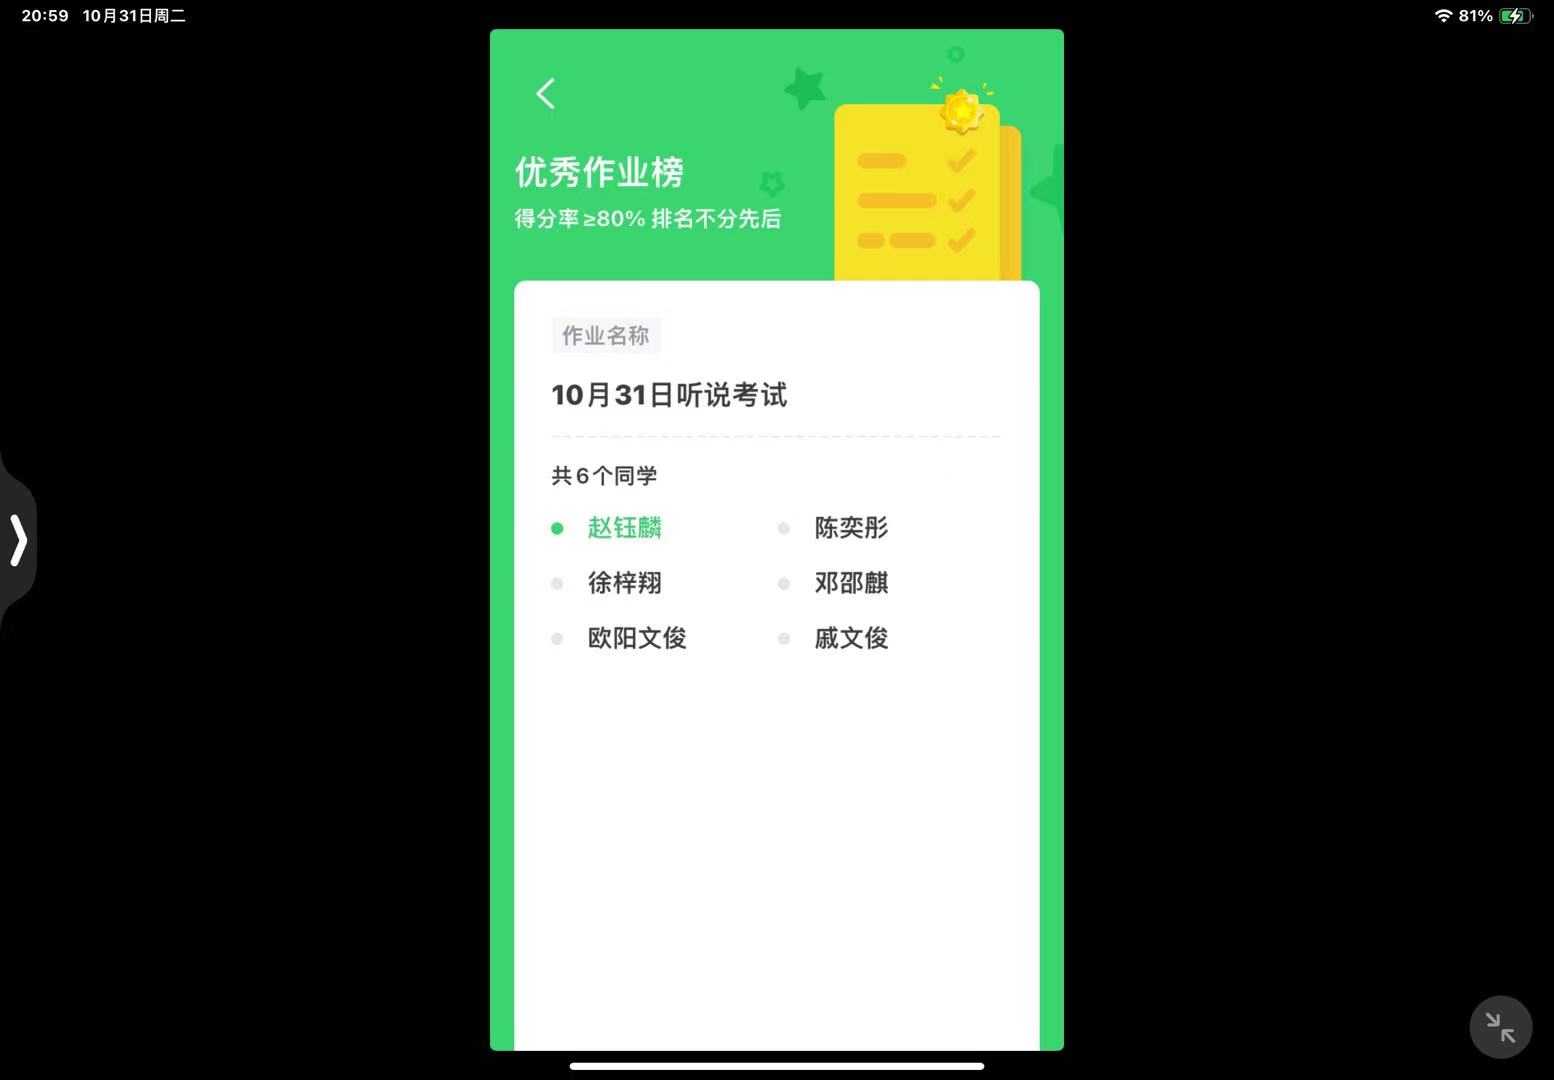 20:59 10月31日周二
81%
优秀作业榜
得分率≥80% 排名不分先后
作业名称
10月31日听说考试
共6个同学
赵钰麟 陈奕彤
徐梓翔 邓邵麒
欧阳文俊 戚文俊